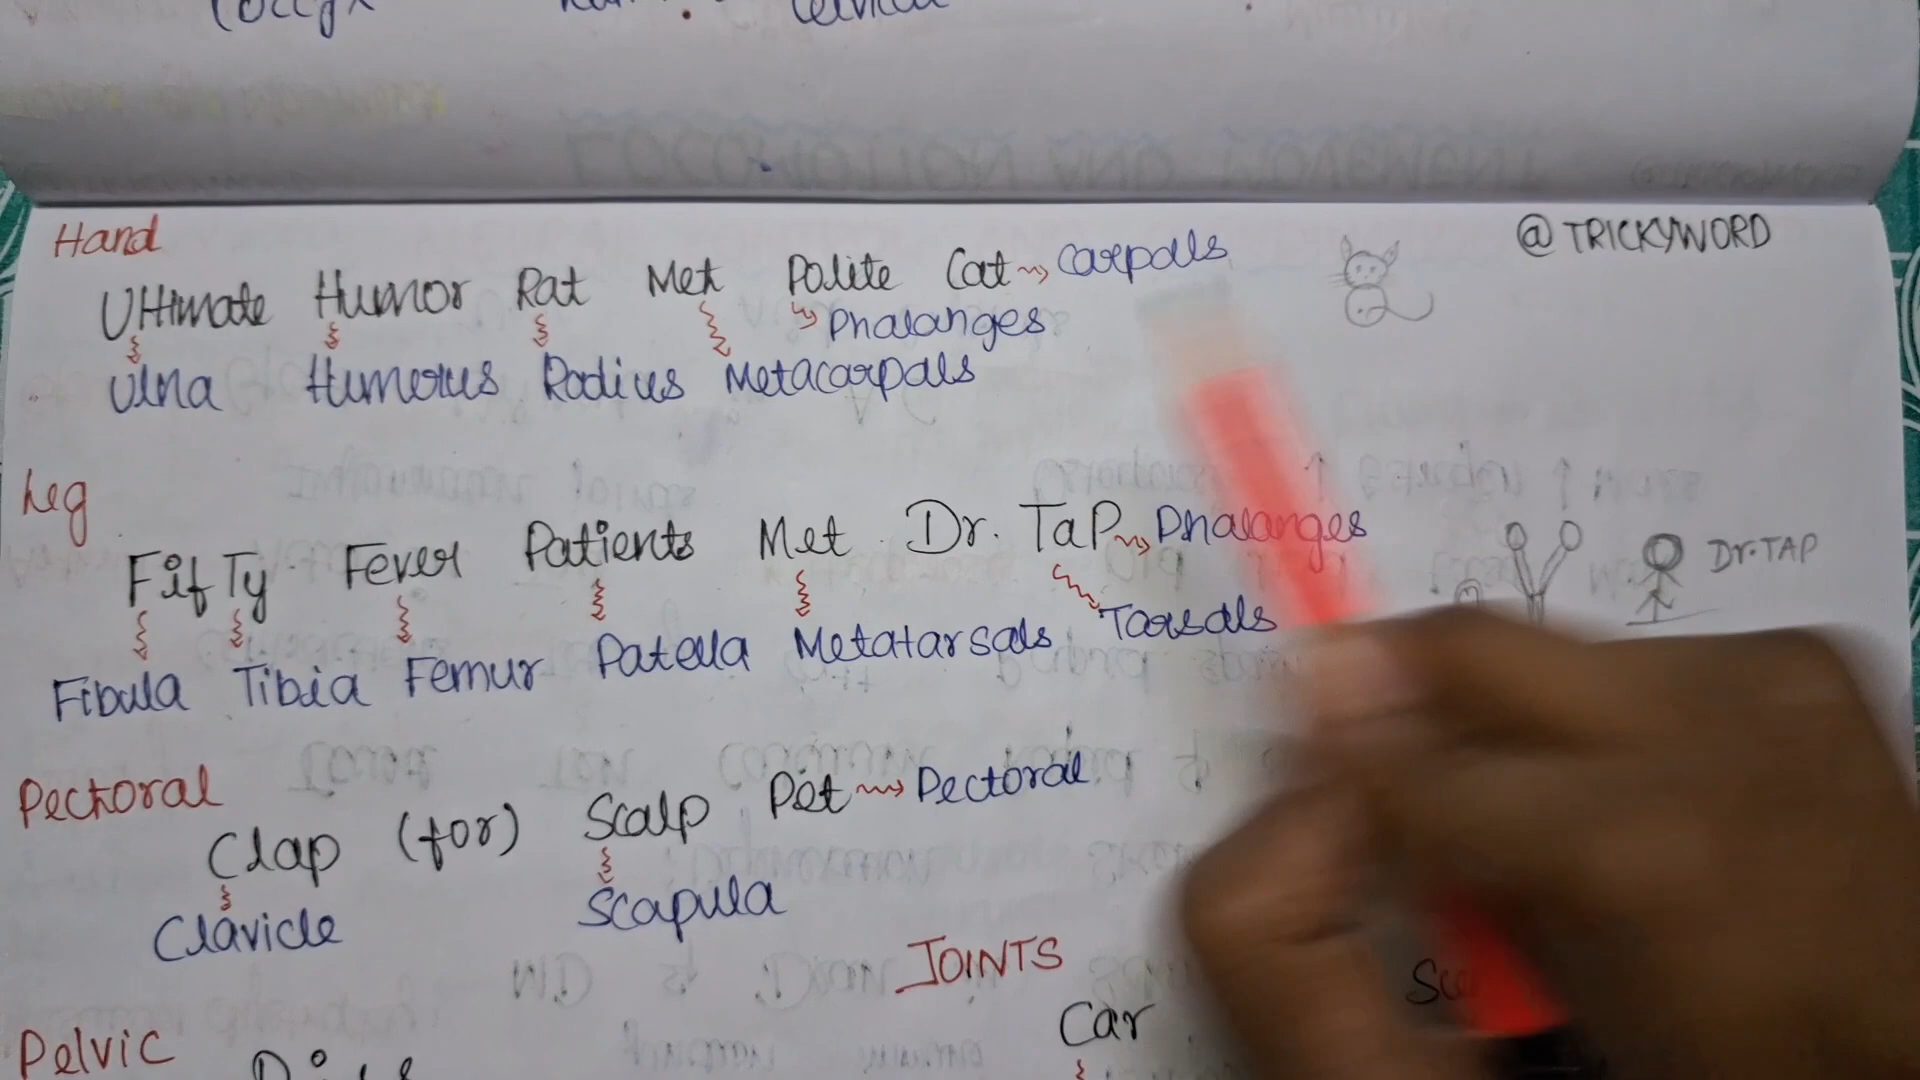 Hand
@TRICKYWORD
Ultimate Humor Rat Met Polite Cat Carpals
Phalanges
Ulna Humerus Radius Metacarpals
Leg
FifTy Fever Patients Met Dr. TaP Phalanges
Dr. TAP
Tarsals
Fibula Tibia Femur Patella Metatarsals
Pectoral
Clap (for) Scalp Pet Pectoral
Clavicle Scapula
JOINTS
Car
Pelvic